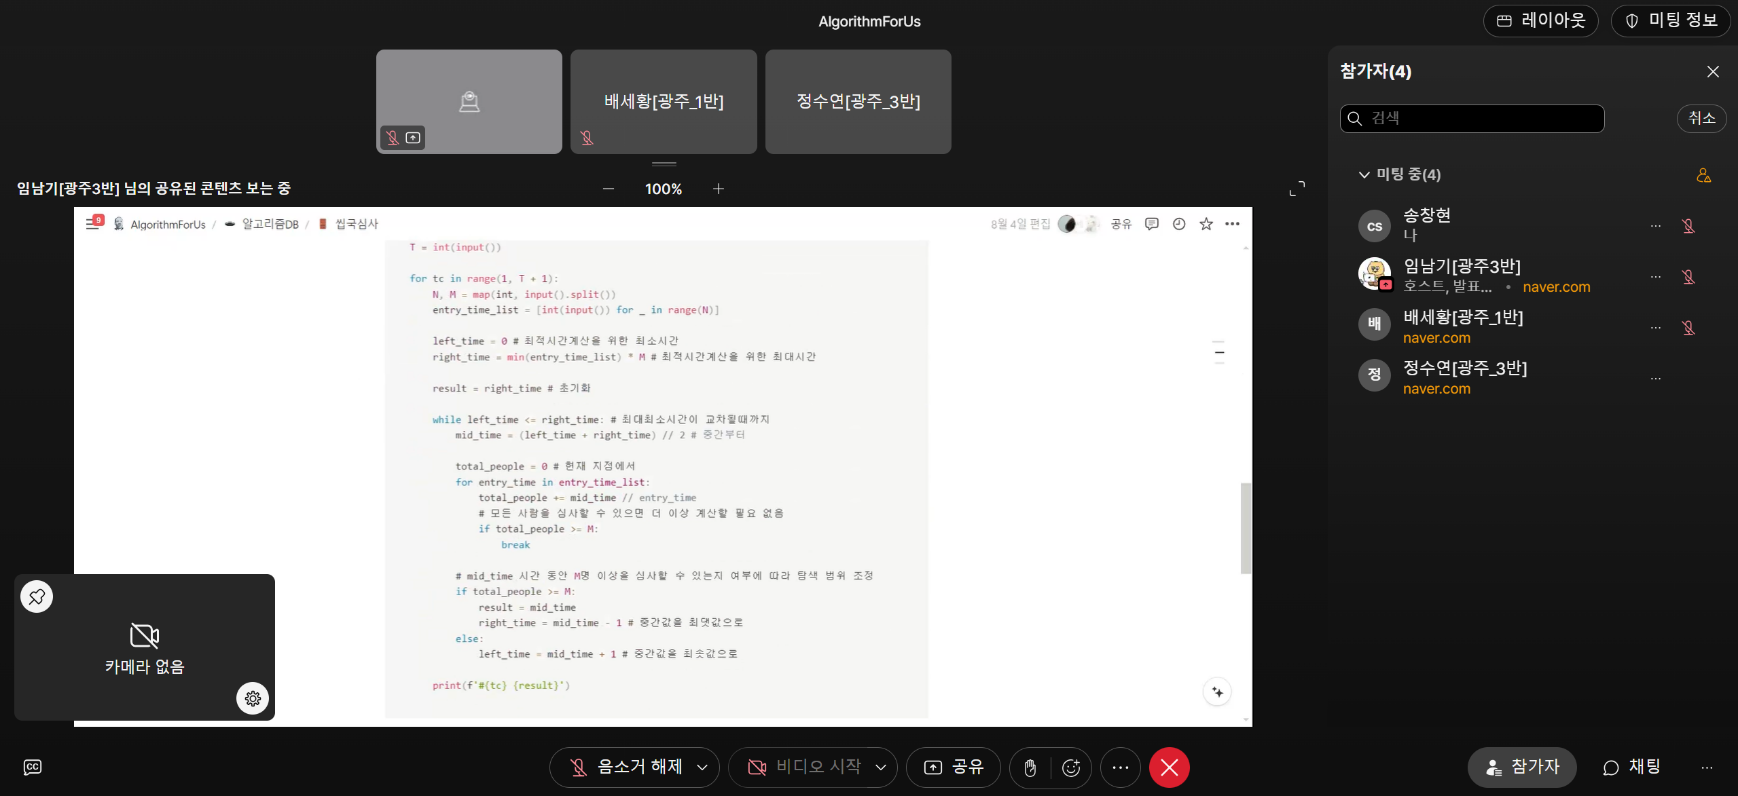 AlgorithmForUs
레이아웃
미팅 정보
배세황[광주_1반]
정수연[광주_3반]
임남기[광주3반] 님의 공유된 콘텐츠 보는 중
100%
9
AlgorithmForUs / 알고리즘DB / 씹국심사
8월 4일 편집
공유
T = int(input())
for tc in range(1, T + 1):
N, M = map(int, input().split())
entry_time_list = [int(input()) for _ in range(N)]
left_time = 0 # 최적시간계산을 위한 최소시간
right_time = min(entry_time_list) * M # 최적시간계산을 위한 최대시간
result = right_time # 초기화
while left_time <= right_time: # 최대최소시간이 교차될때까지
mid_time = (left_time + right_time) // 2 # 중간부터
total_people = 0 # 현재 지점에서
for entry_time in entry_time_list:
total_people += mid_time // entry_time
# 모든 사람을 심사할 수 있으면 더 이상 계산할 필요 없음
if total_people >= M:
break
# mid_time 시간 동안 M명 이상을 심사할 수 있는지 여부에 따라 탐색 범위 조정
if total_people >= M:
result = mid_time
right_time = mid_time - 1 # 중간값을 최댓값으로
else:
left_time = mid_time + 1 # 중간값을 최솟값으로
print(f'#{tc} {result}')
카메라 없음
참가자(4)
검색
취소
미팅 중(4)
CS
송창현
나
임남기[광주3반]
호스트, 발표... • naver.com
배
배세황[광주_1반]
naver.com
정
정수연[광주_3반]
naver.com
CC
음소거 해제
비디오 시작
공유
참가자
채팅